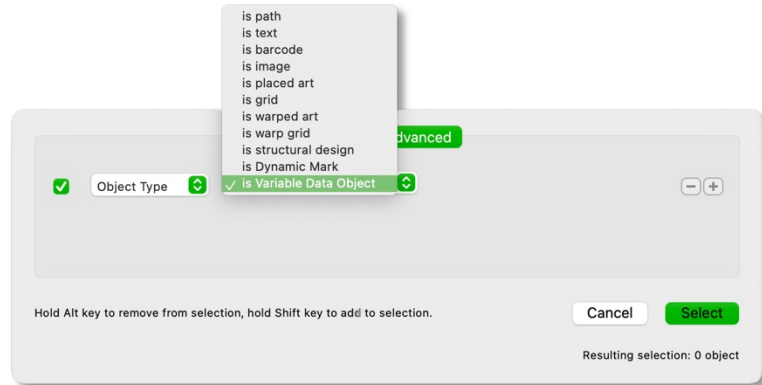 is path
is text
is barcode
is image
is placed art
is grid
is warped art
is warp grid
is structural design
is Dynamic Mark
dvanced
Object Type
✓ is Variable Data Object
Hold Alt key to remove from selection, hold Shift key to add to selection.
Cancel
Select
Resulting selection: 0 object